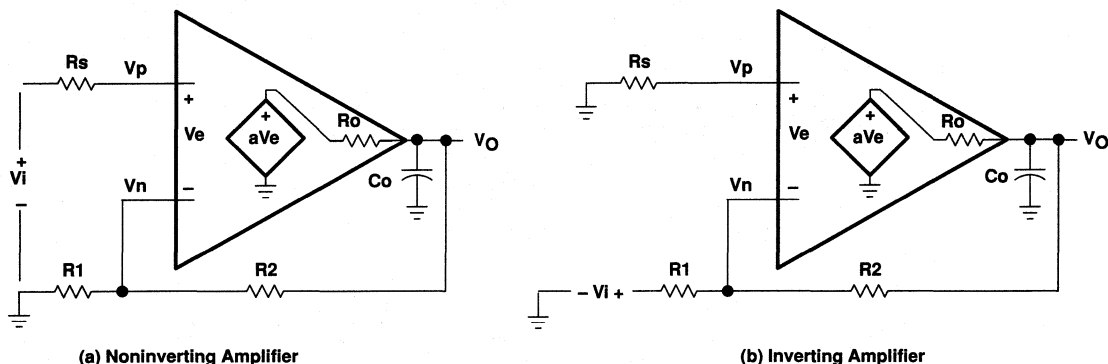 Rs
Vp
+
Ve
+
aVe
Ro
VO
Co
+
Vi
−
Vn
−
R1
R2
(a) Noninverting Amplifier
Rs
Vp
+
Ve
+
aVe
Ro
VO
Co
Vn
−
R1
R2
− Vi +
(b) Inverting Amplifier